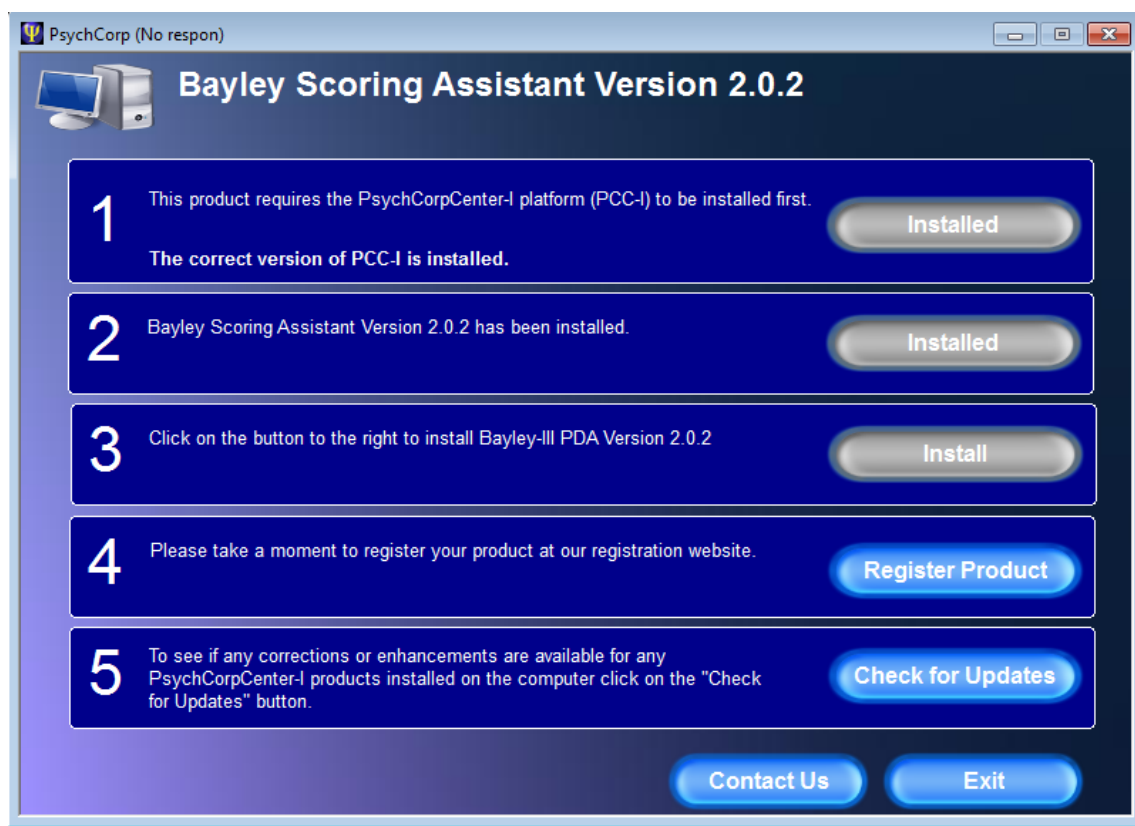 PsychCorp (No respon)
Bayley Scoring Assistant Version 2.0.2
1
This product requires the PsychCorpCenter-I platform (PCC-I) to be installed first.
The correct version of PCC-I is installed.
Installed
2
Bayley Scoring Assistant Version 2.0.2 has been installed.
Installed
3
Click on the button to the right to install Bayley-III PDA Version 2.0.2
Install
4
Please take a moment to register your product at our registration website.
Register Product
5
To see if any corrections or enhancements are available for any
PsychCorpCenter-I products installed on the computer click on the "Check
for Updates" button.
Check for Updates
Contact Us
Exit